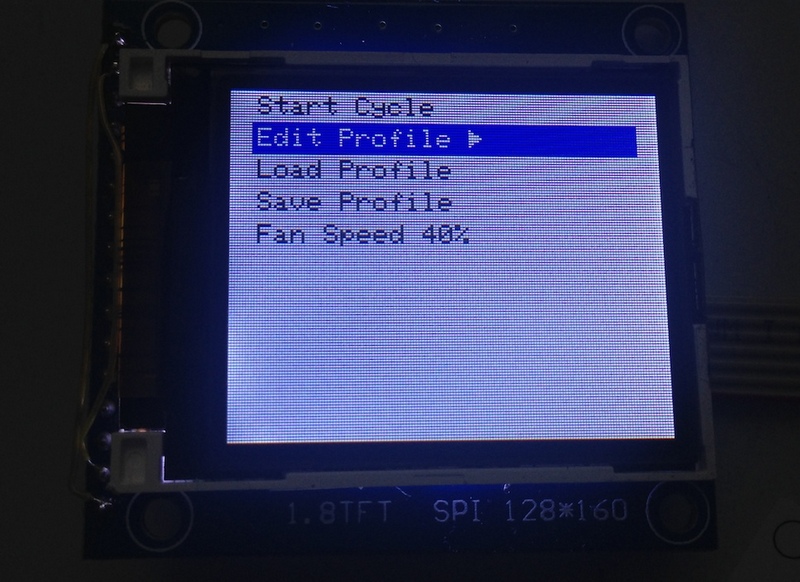 Start Cycle
Edit Profile ▶
Load Profile
Save Profile
Fan Speed 40%
1.8TFT SPI 128*160